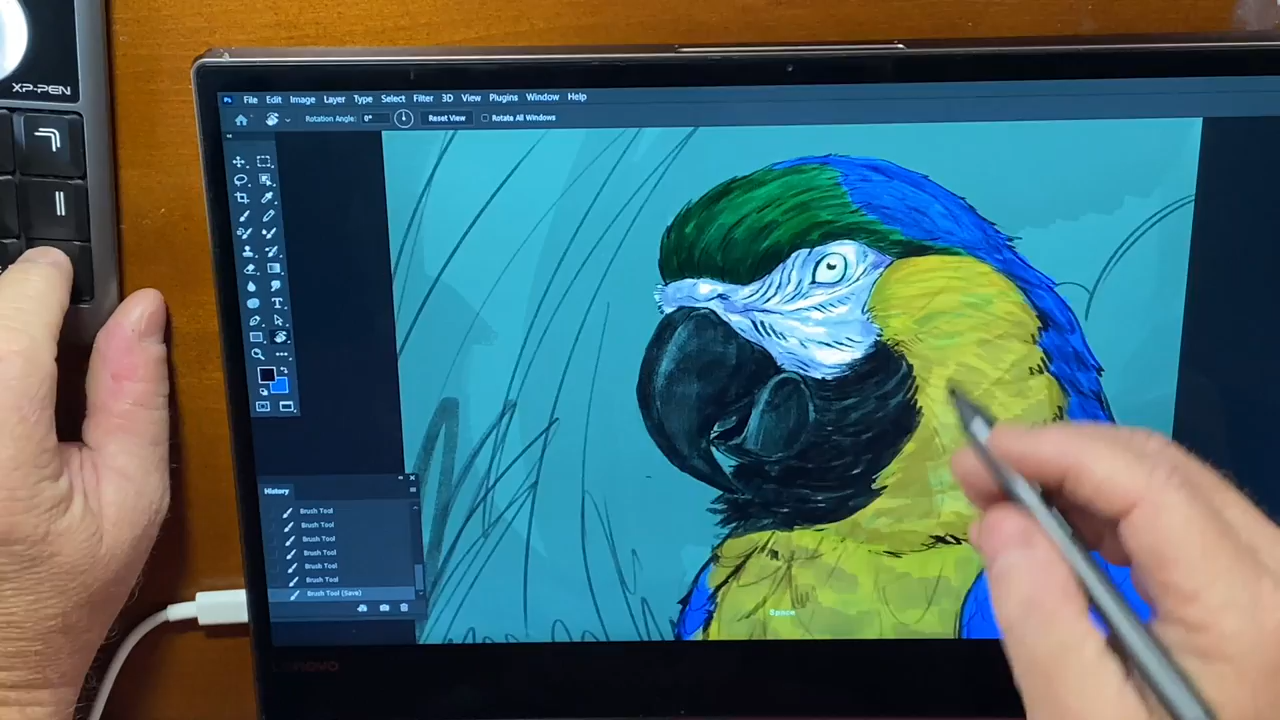 XP-PEN
Ps File Edit Image Layer Type Select Filter 3D View Plugins Window Help
Rotation Angle: 0° Reset View Rotate All Windows
T
History
Brush Tool
Brush Tool
Brush Tool
Brush Tool
Brush Tool
Brush Tool
Brush Tool (Save)
Space
Lenovo